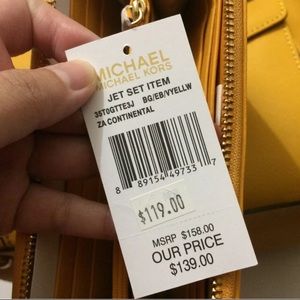 MICHAEL
MICHAEL KORS
JET SET ITEM
35T0GTTE3J BG/EB/YYELLW
ZA CONTINENTAL
8 89154 49733 7
$119.00
MSRP $158.00
OUR PRICE
$139.00